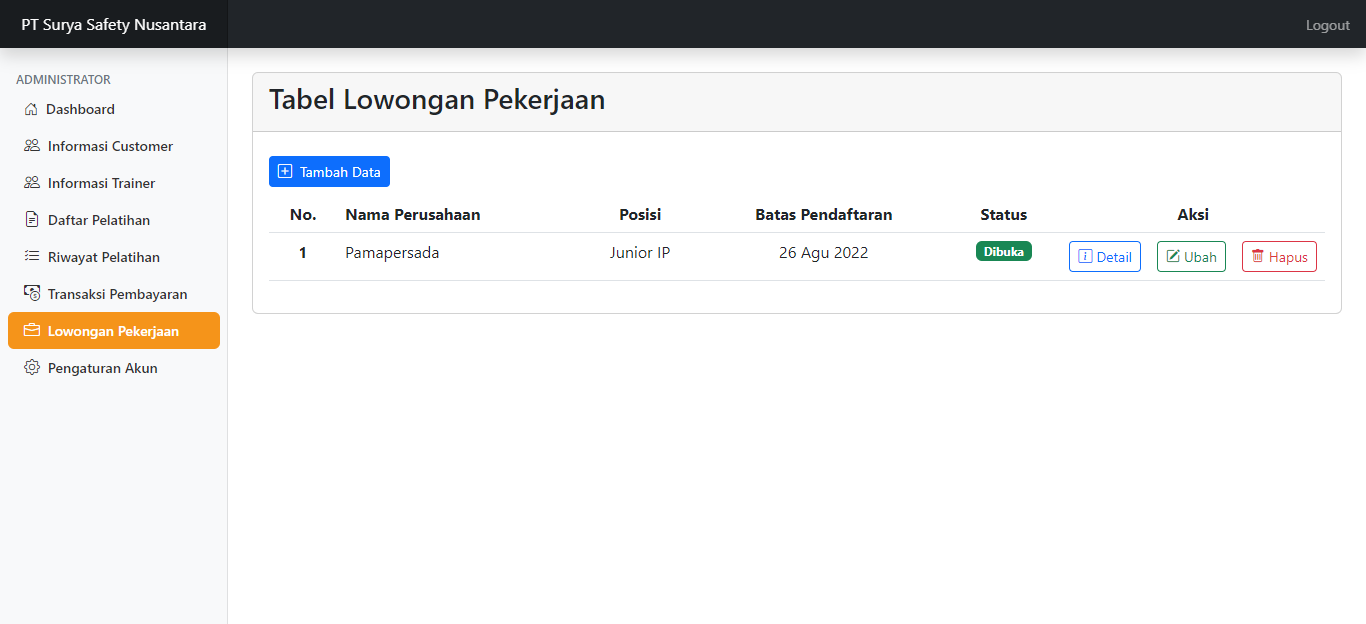 PT Surya Safety Nusantara
Logout
ADMINISTRATOR
Dashboard
Informasi Customer
Informasi Trainer
Daftar Pelatihan
Riwayat Pelatihan
Transaksi Pembayaran
Lowongan Pekerjaan
Pengaturan Akun
Tabel Lowongan Pekerjaan
Tambah Data
No. Nama Perusahaan Posisi Batas Pendaftaran Status Aksi
1 Pamapersada Junior IP 26 Agu 2022 Dibuka Detail Ubah Hapus